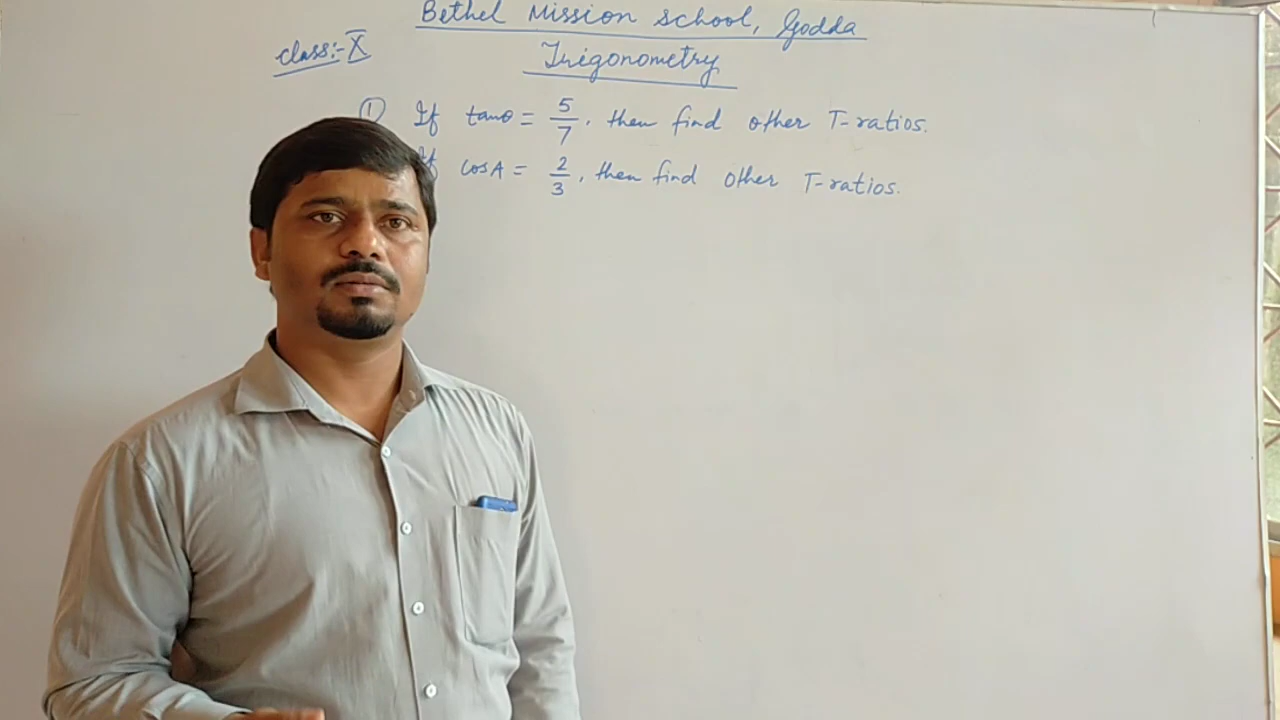 Bethel Mission School, Godda
Class:- X
Trigonometry
① If tanθ = 5/7, then find other T-ratios.
If cosA = 2/3, then find other T-ratios.